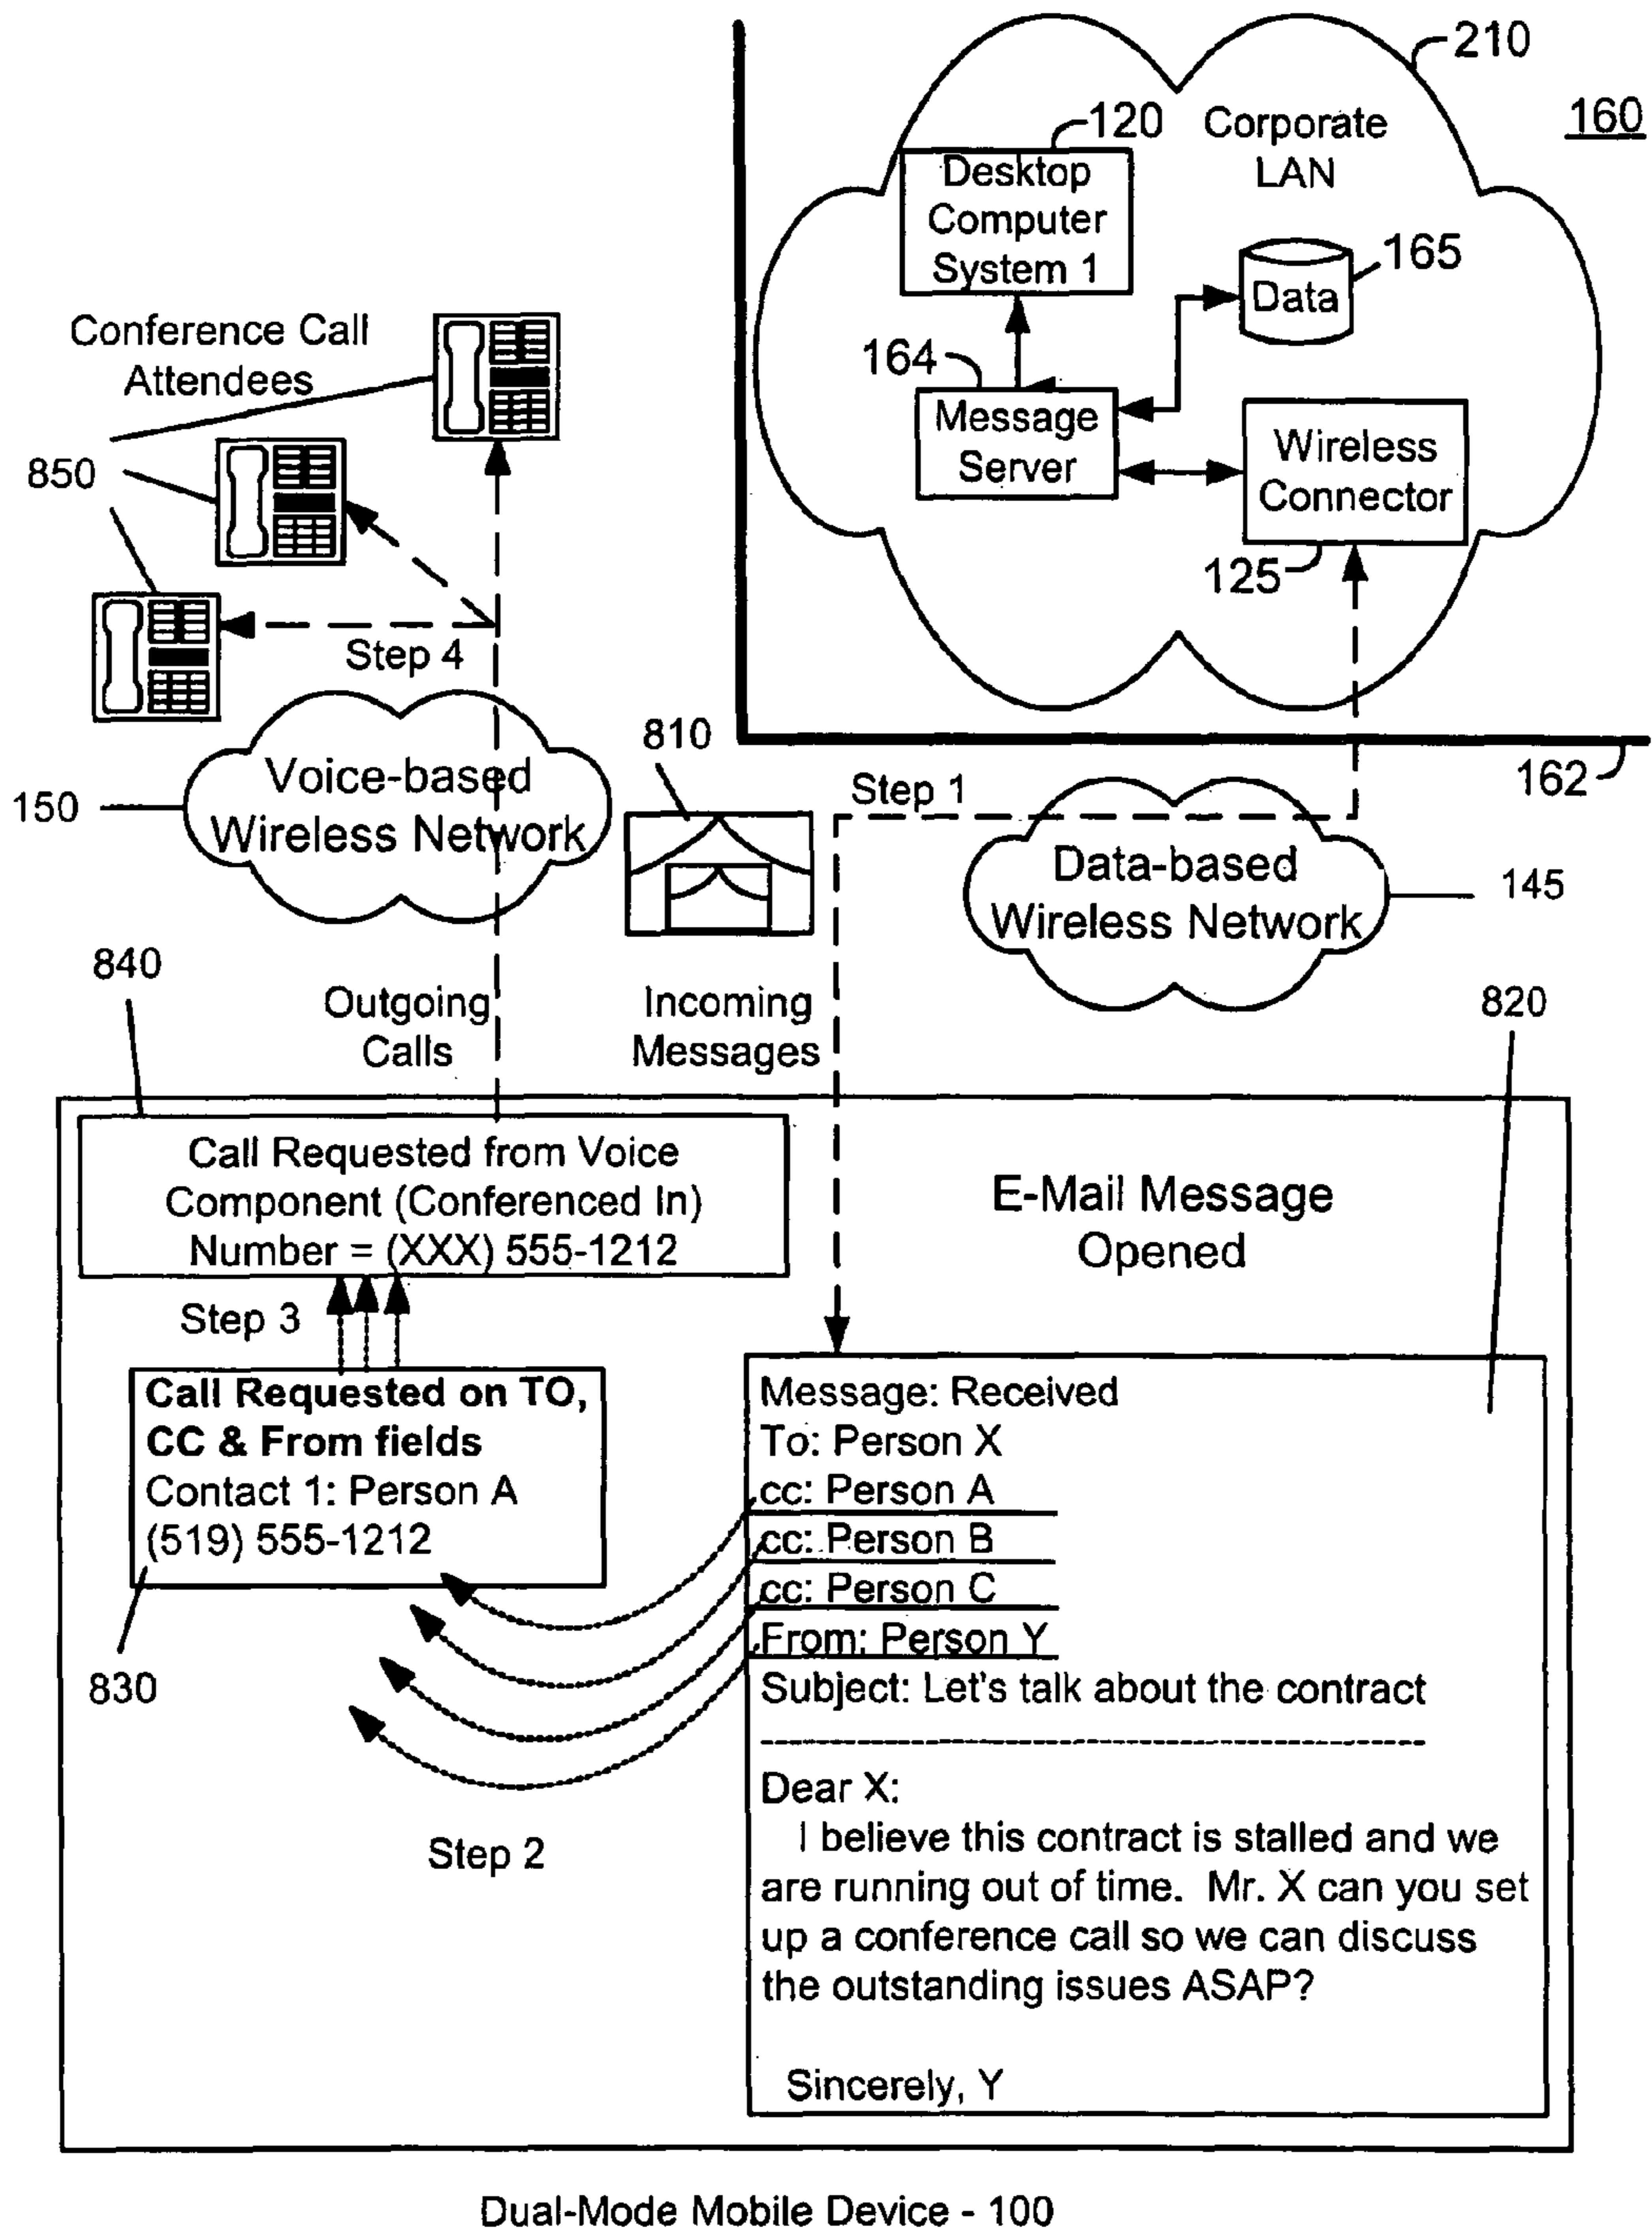 210
160
120
Corporate
LAN
Desktop
Computer
System 1
165
Data
164
Message
Server
Wireless
Connector
125
162
Conference Call
Attendees
850
Step 4
810
Step 1
Voice-based
Wireless Network
150
Data-based
Wireless Network
145
840
Outgoing
Calls
Incoming
Messages
820
Call Requested from Voice
Component (Conferenced In)
Number = (XXX) 555-1212
E-Mail Message
Opened
Step 3
Call Requested on TO,
CC & From fields
Contact 1: Person A
(519) 555-1212
830
Step 2
Message: Received
To: Person X
cc: Person A
cc: Person B
cc: Person C
From: Person Y
Subject: Let's talk about the contract
Dear X:
I believe this contract is stalled and we
are running out of time. Mr. X can you set
up a conference call so we can discuss
the outstanding issues ASAP?
Sincerely, Y
Dual-Mode Mobile Device - 100